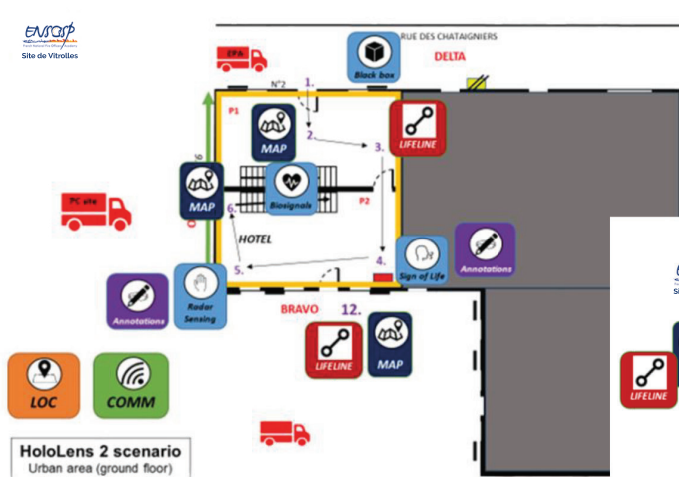 ENSOSP
Site de Vitrolles
RUE DES CHATAIGNIERS
EPA
Black box
DELTA
N°2
1.
P1
MAP
2.
3.
LIFELINE
PC site
MAP
6.
Biosignals
P2
HOTEL
5.
4.
Sign of Life
Annotations
Annotations
Radar
Sensing
BRAVO
12.
LIFELINE
MAP
LIFELINE
LOC
COMM
HoloLens 2 scenario
Urban area (ground floor)